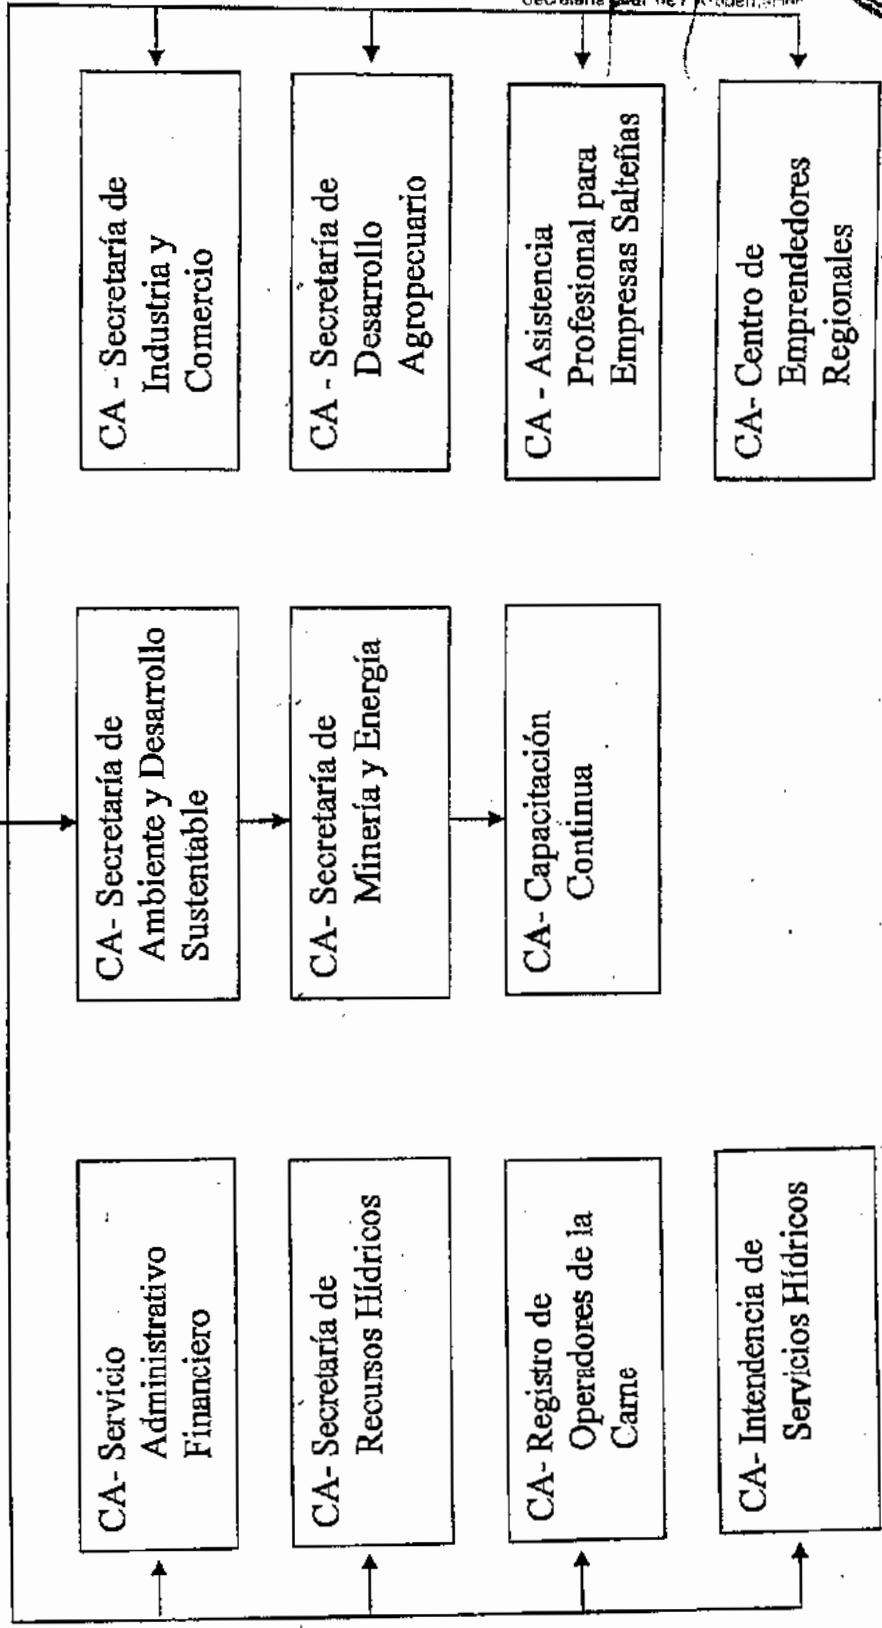 CA- Servicio
Administrativo
Financiero
CA- Secretaría de
Recursos Hídricos
CA- Registro de
Operadores de la
Carne
CA- Intendencia de
Servicios Hídricos
CA- Secretaría de
Ambiente y Desarrollo
Sustentable
CA- Secretaría de
Minería y Energía
CA- Capacitación
Continua
CA - Secretaría de
Industria y
Comercio
CA - Secretaría de
Desarrollo
Agropecuario
CA - Asistencia
Profesional para
Empresas Salteñas
CA- Centro de
Emprendedores
Regionales